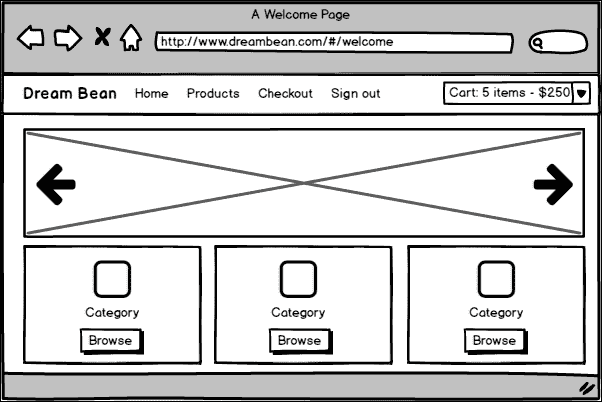 A Welcome Page
http://www.dreambean.com/#/welcome
Dream Bean Home Products Checkout Sign out Cart: 5 items - $250
Category Category Category
Browse Browse Browse